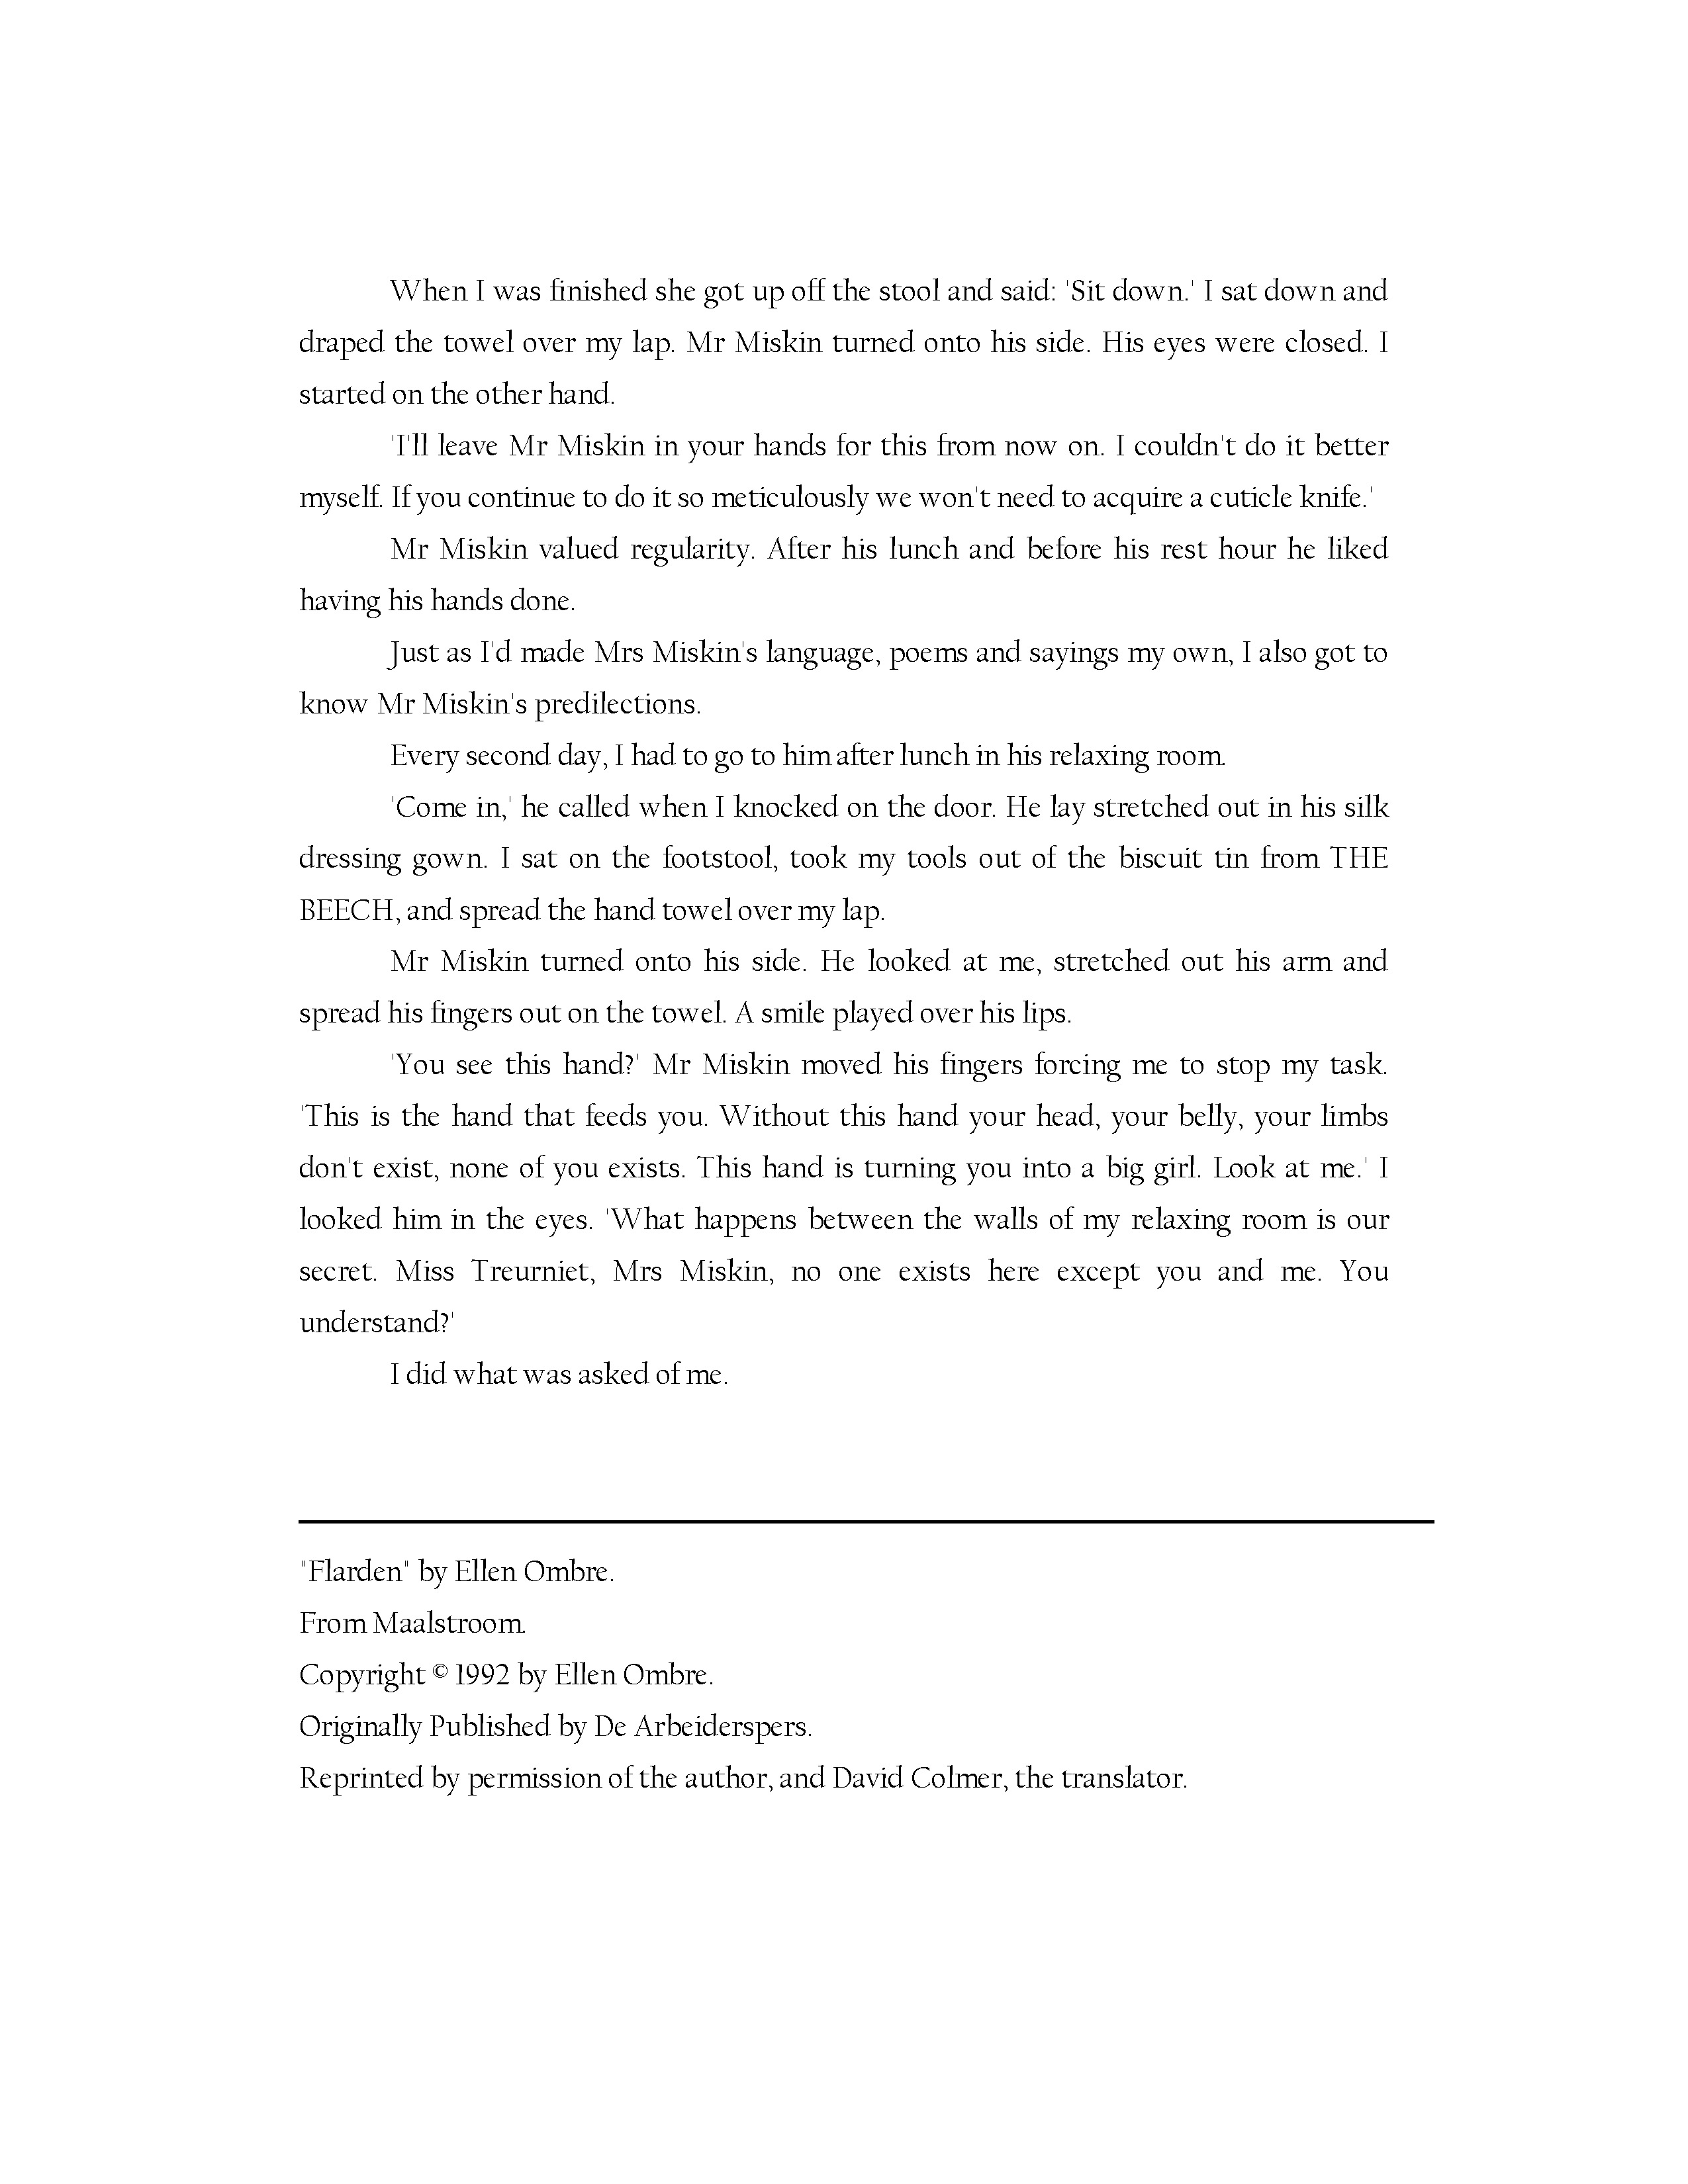 When I was finished she got up off the stool and said: 'Sit down.' I sat down and
draped the towel over my lap. Mr Miskin turned onto his side. His eyes were closed. I
started on the other hand.
'I'll leave Mr Miskin in your hands for this from now on. I couldn't do it better
myself. If you continue to do it so meticulously we won't need to acquire a cuticle knife.'
Mr Miskin valued regularity. After his lunch and before his rest hour he liked
having his hands done.
Just as I'd made Mrs Miskin's language, poems and sayings my own, I also got to
know Mr Miskin's predilections.
Every second day, I had to go to him after lunch in his relaxing room.
'Come in,' he called when I knocked on the door. He lay stretched out in his silk
dressing gown. I sat on the footstool, took my tools out of the biscuit tin from THE
BEECH, and spread the hand towel over my lap.
Mr Miskin turned onto his side. He looked at me, stretched out his arm and
spread his fingers out on the towel. A smile played over his lips.
'You see this hand?' Mr Miskin moved his fingers forcing me to stop my task.
'This is the hand that feeds you. Without this hand your head, your belly, your limbs
don't exist, none of you exists. This hand is turning you into a big girl. Look at me.' I
looked him in the eyes. 'What happens between the walls of my relaxing room is our
secret. Miss Treurniet, Mrs Miskin, no one exists here except you and me. You
understand?'
I did what was asked of me.
"Flarden" by Ellen Ombre.
From Maalstroom.
Copyright © 1992 by Ellen Ombre.
Originally Published by De Arbeiderspers.
Reprinted by permission of the author, and David Colmer, the translator.